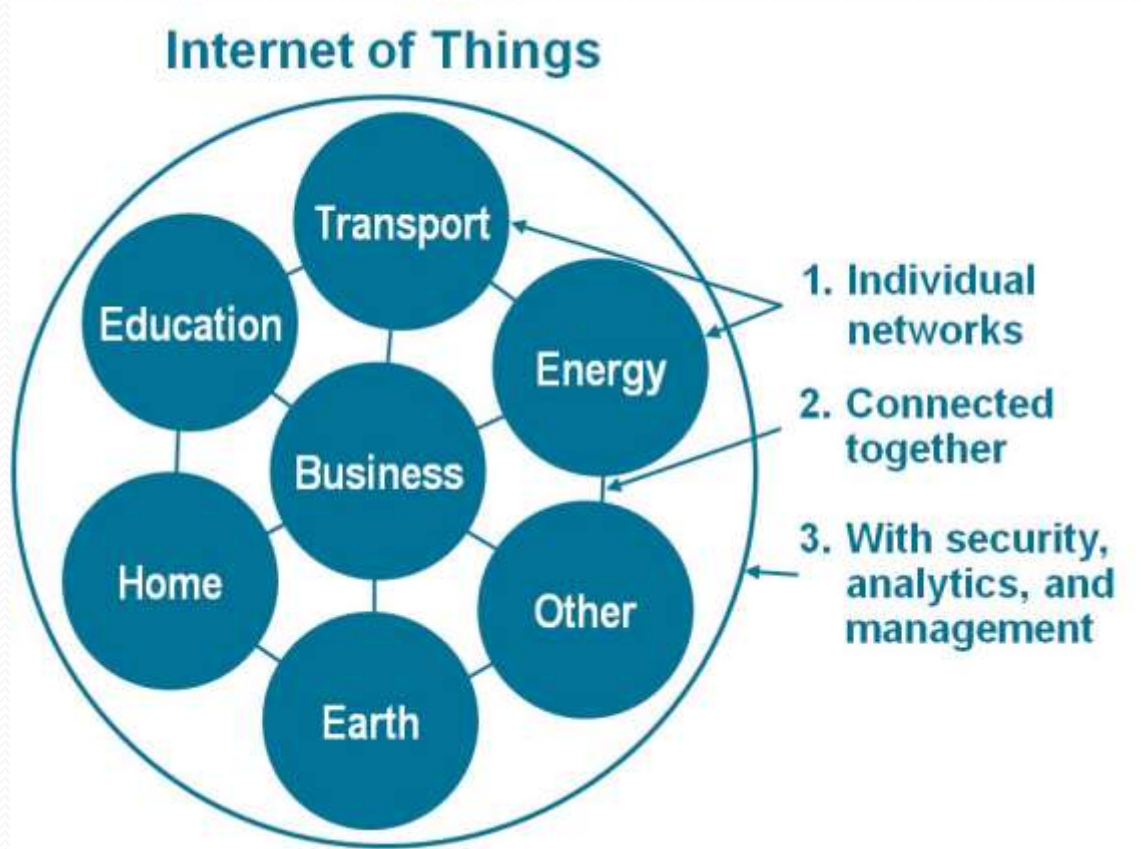 Internet of Things
Transport
Education
Energy
Business
Home
Other
Earth
1. Individual
networks
2. Connected
together
3. With security,
analytics, and
management